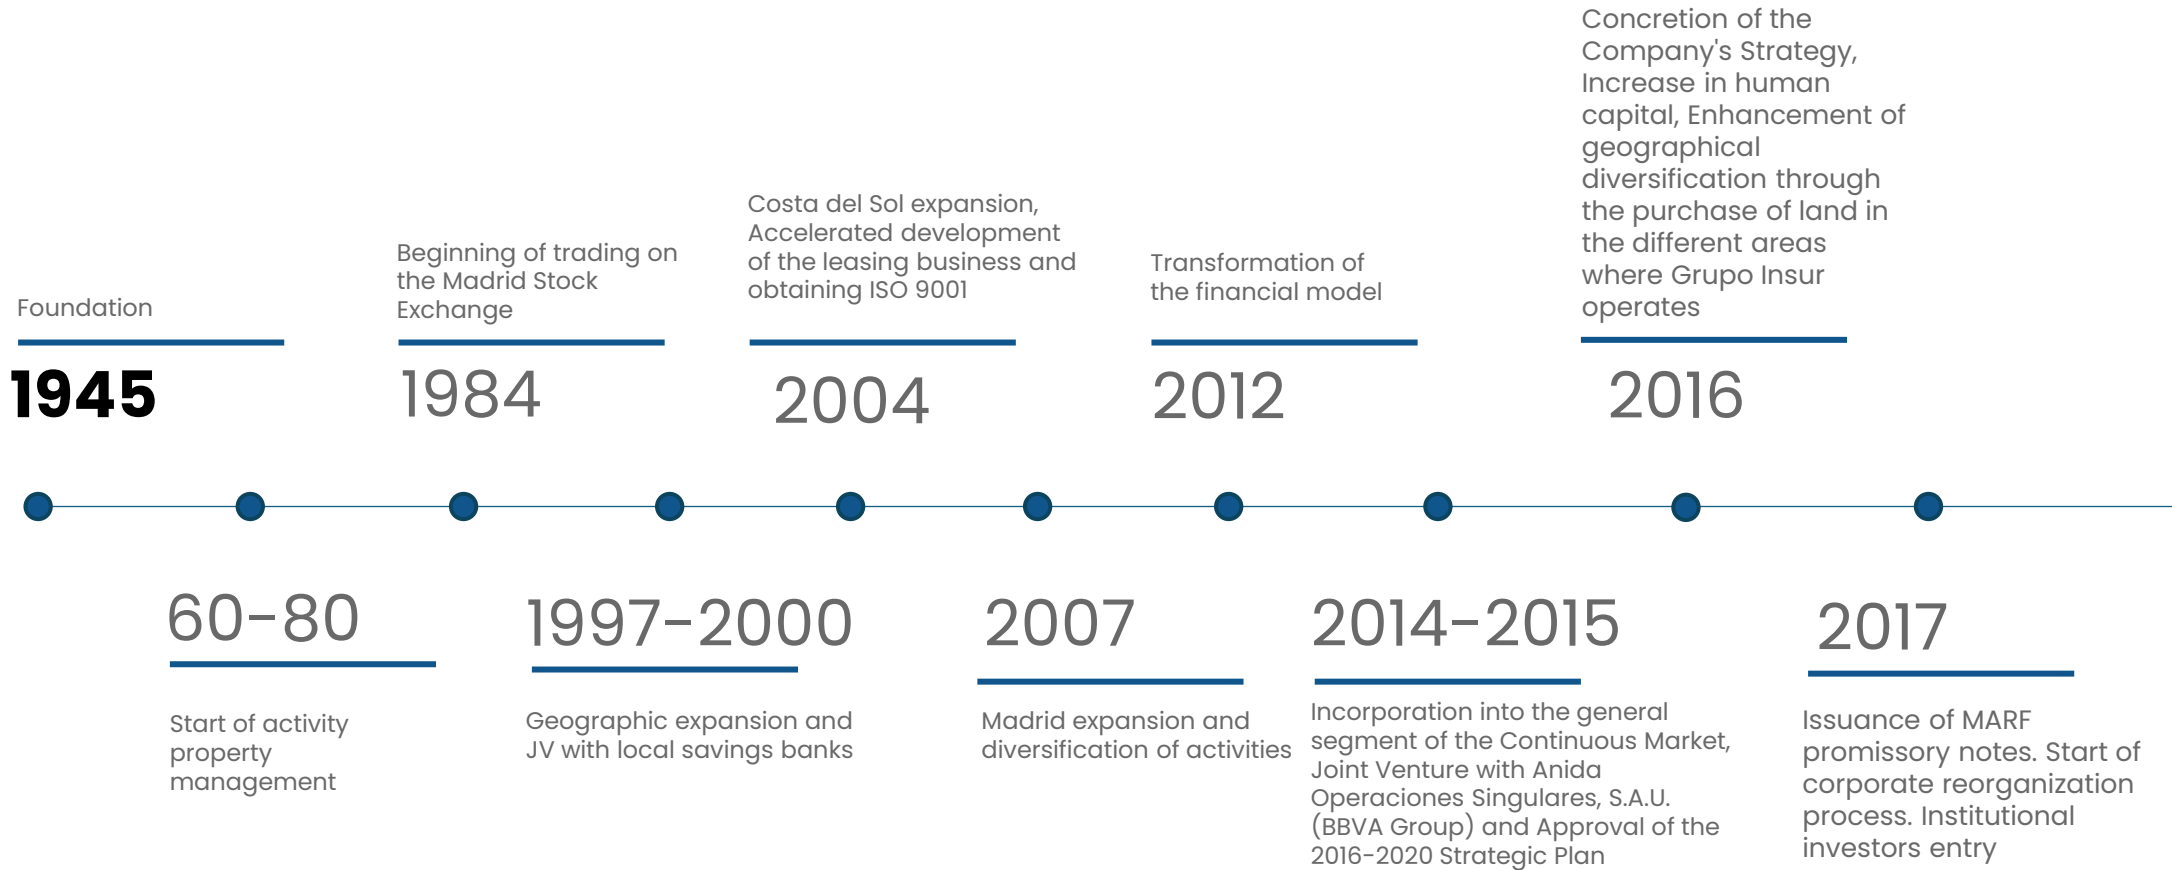 Foundation
1945
60-80
Start of activity
property
management
Beginning of trading on
the Madrid Stock
Exchange
1984
1997-2000
Geographic expansion and
JV with local savings banks
Costa del Sol expansion,
Accelerated development
of the leasing business and
obtaining ISO 9001
2004
2007
Madrid expansion and
diversification of activities
Transformation of
the financial model
2012
2014-2015
Incorporation into the general
segment of the Continuous Market,
Joint Venture with Anida
Operaciones Singulares, S.A.U.
(BBVA Group) and Approval of the
2016-2020 Strategic Plan
Concretion of the
Company's Strategy,
Increase in human
capital, Enhancement of
geographical
diversification through
the purchase of land in
the different areas
where Grupo Insur
operates
2016
2017
Issuance of MARF
promissory notes. Start of
corporate reorganization
process. Institutional
investors entry